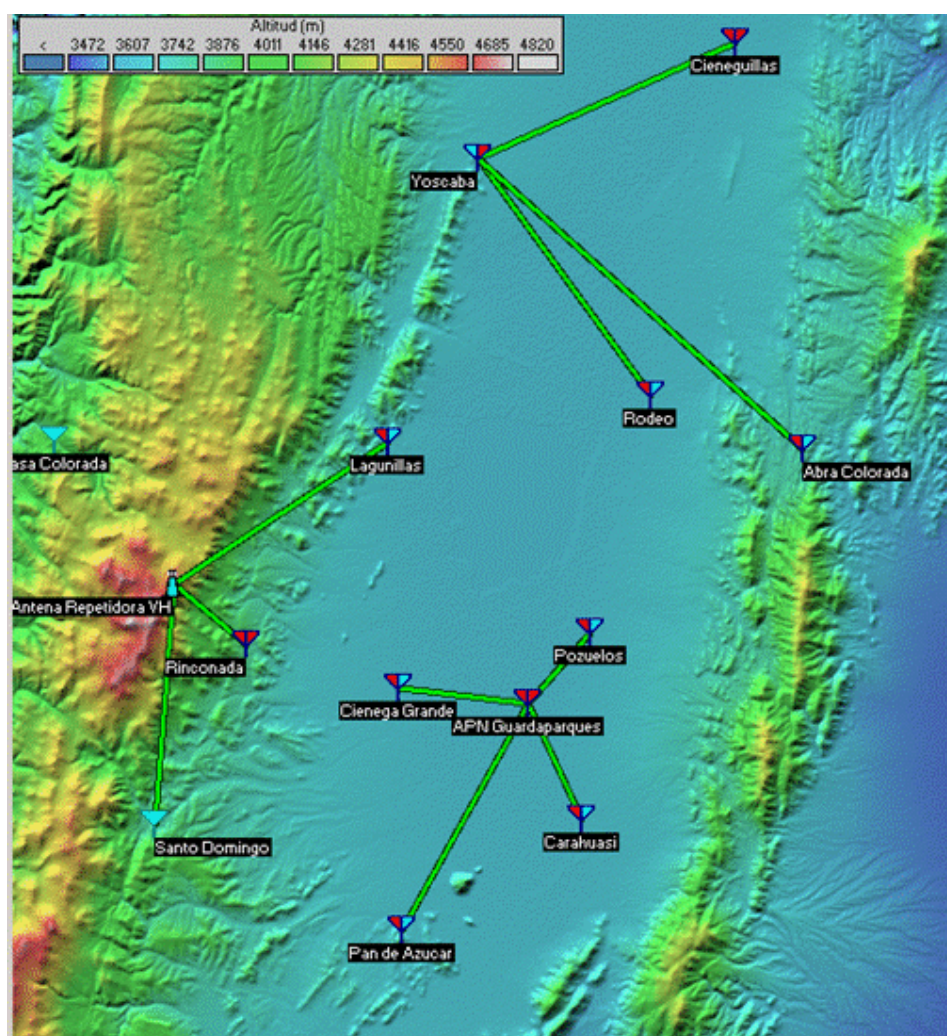 Altitud (m)
< 3472 3607 3742 3876 4011 4146 4281 4416 4550 4685 4820
Cieneguillas
Yoscaba
Rodeo
Lagunillas
asa Colorada
Abra Colorada
Antena Repetidora VH
Pozuelos
Rinconada
Cienega Grande
APN Guardaparques
Carahuasi
Santo Domingo
Pan de Azucar